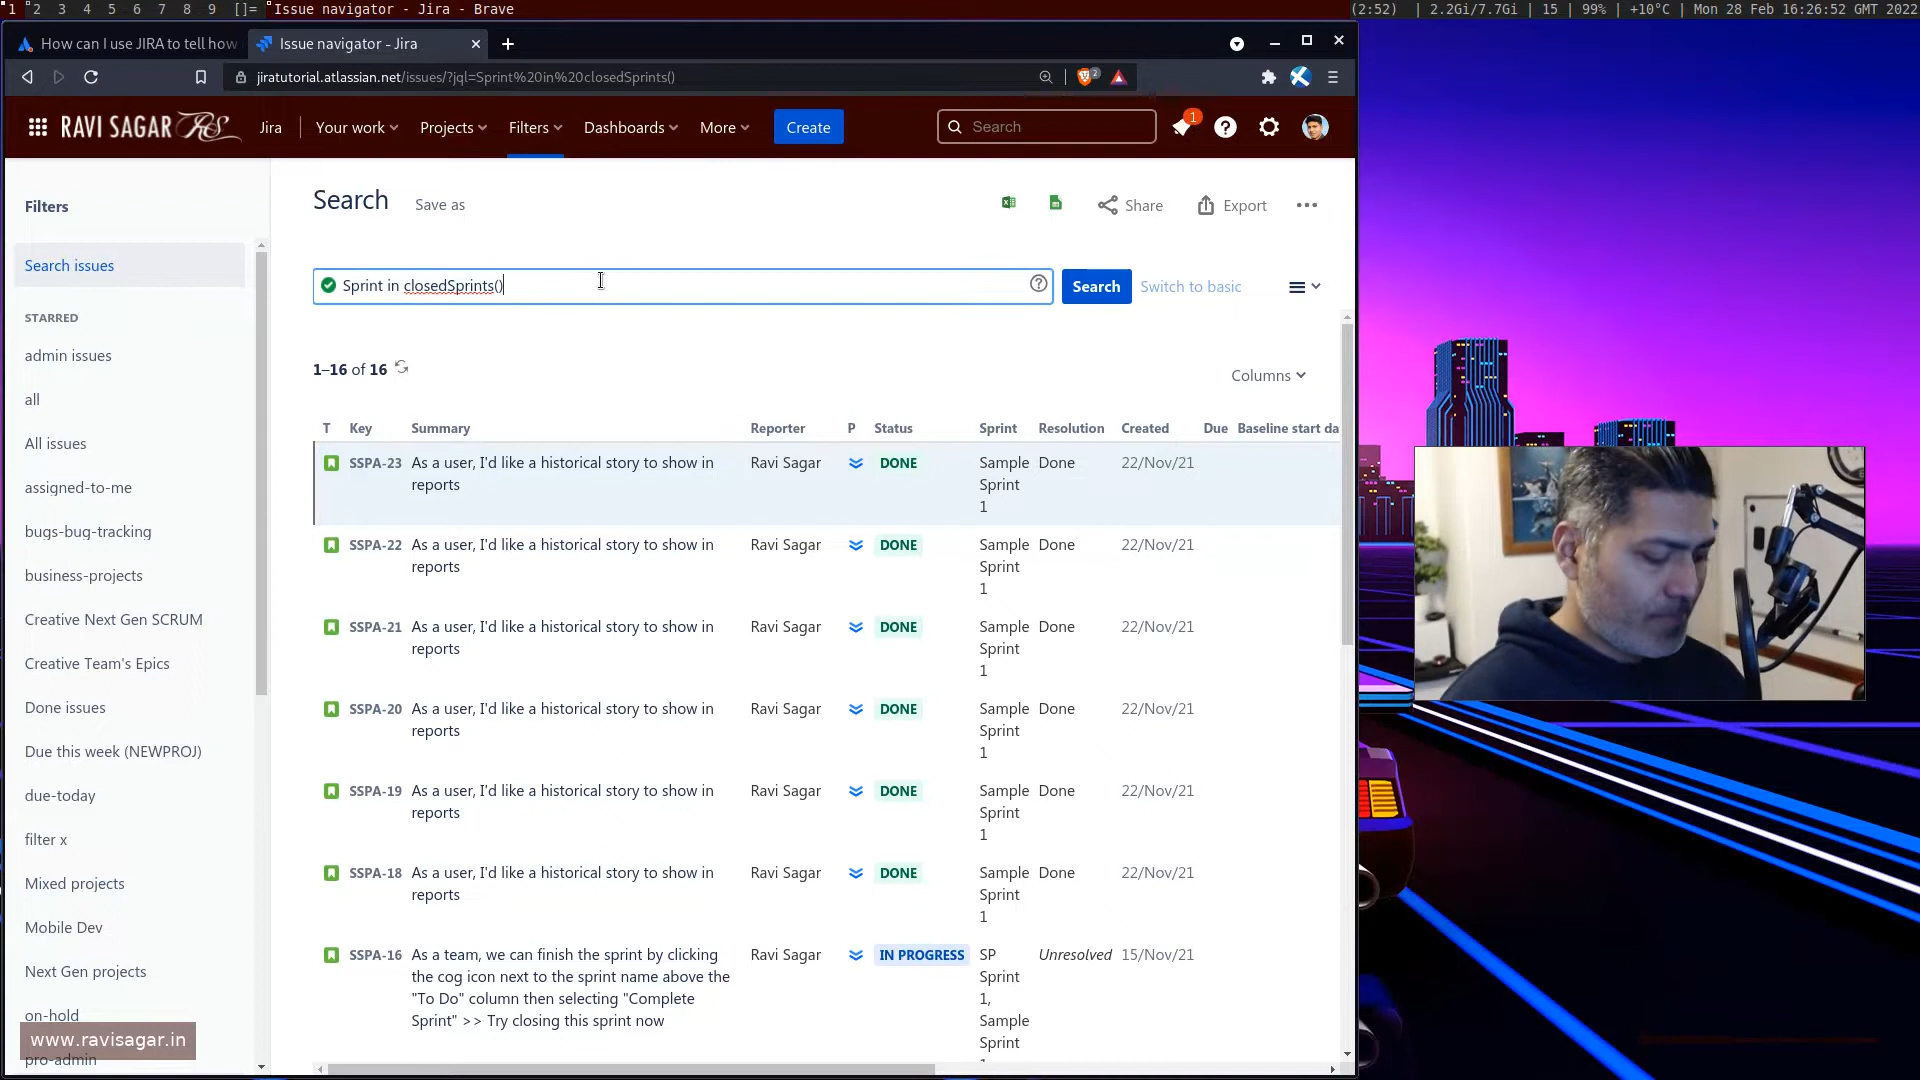 1 2 3 4 5 6 7 8 9 []= Issue navigator - Jira - Brave
(2:52) | 2.2Gi/7.7Gi | 15 | 99% | +10°C | Mon 28 Feb 16:26:52 GMT 2022
How can I use JIRA to tell how
Issue navigator - Jira
jiratutorial.atlassian.net/issues/?jql=Sprint%20in%20closedSprints()
2
RAVI SAGAR RS Jira Your work Projects Filters Dashboards More Create Search 1
Filters
Search issues
STARRED
admin issues
all
All issues
assigned-to-me
bugs-bug-tracking
business-projects
Creative Next Gen SCRUM
Creative Team's Epics
Done issues
Due this week (NEWPROJ)
due-today
filter x
Mixed projects
Mobile Dev
Next Gen projects
on-hold
pro-admin
www.ravisagar.in
Search Save as Share Export
Sprint in closedSprints() Search Switch to basic
1–16 of 16
Columns
T Key Summary Reporter P Status Sprint Resolution Created Due Baseline start da
SSPA-23 As a user, I'd like a historical story to show in Ravi Sagar DONE Sample Done 22/Nov/21
reports Sprint
1
SSPA-22 As a user, I'd like a historical story to show in Ravi Sagar DONE Sample Done 22/Nov/21
reports Sprint
1
SSPA-21 As a user, I'd like a historical story to show in Ravi Sagar DONE Sample Done 22/Nov/21
reports Sprint
1
SSPA-20 As a user, I'd like a historical story to show in Ravi Sagar DONE Sample Done 22/Nov/21
reports Sprint
1
SSPA-19 As a user, I'd like a historical story to show in Ravi Sagar DONE Sample Done 22/Nov/21
reports Sprint
1
SSPA-18 As a user, I'd like a historical story to show in Ravi Sagar DONE Sample Done 22/Nov/21
reports Sprint
1
SSPA-16 As a team, we can finish the sprint by clicking Ravi Sagar IN PROGRESS SP Unresolved 15/Nov/21
the cog icon next to the sprint name above the Sprint
"To Do" column then selecting "Complete 1,
Sprint" >> Try closing this sprint now Sample
Sprint